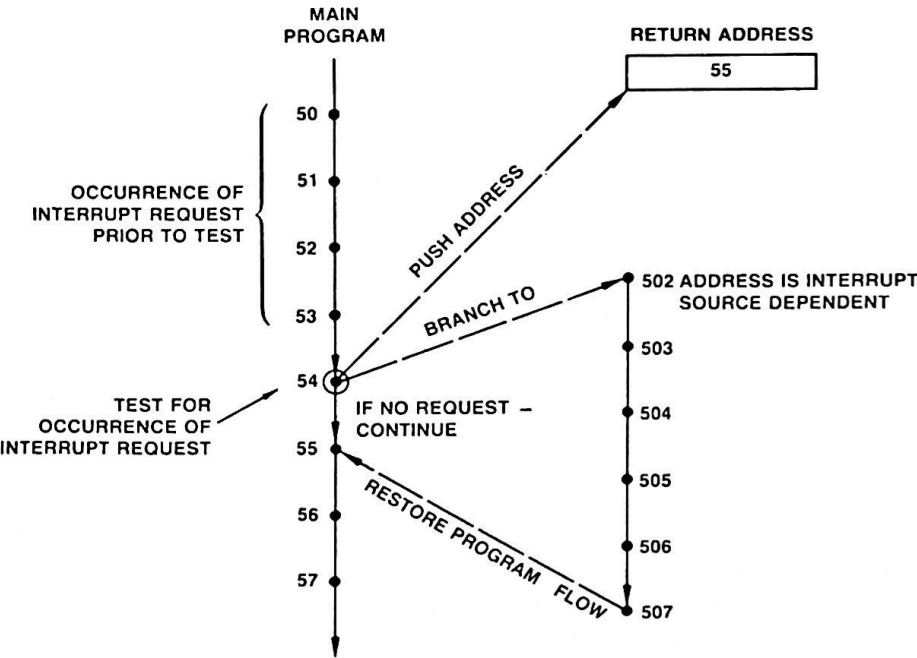 MAIN
PROGRAM
RETURN ADDRESS
55
50
51
OCCURRENCE OF
INTERRUPT REQUEST
PRIOR TO TEST
52
53
PUSH ADDRESS
BRANCH TO
502 ADDRESS IS INTERRUPT
SOURCE DEPENDENT
503
54
TEST FOR
OCCURRENCE OF
INTERRUPT REQUEST
IF NO REQUEST –
CONTINUE
504
55
505
RESTORE PROGRAM FLOW
56
506
57
507